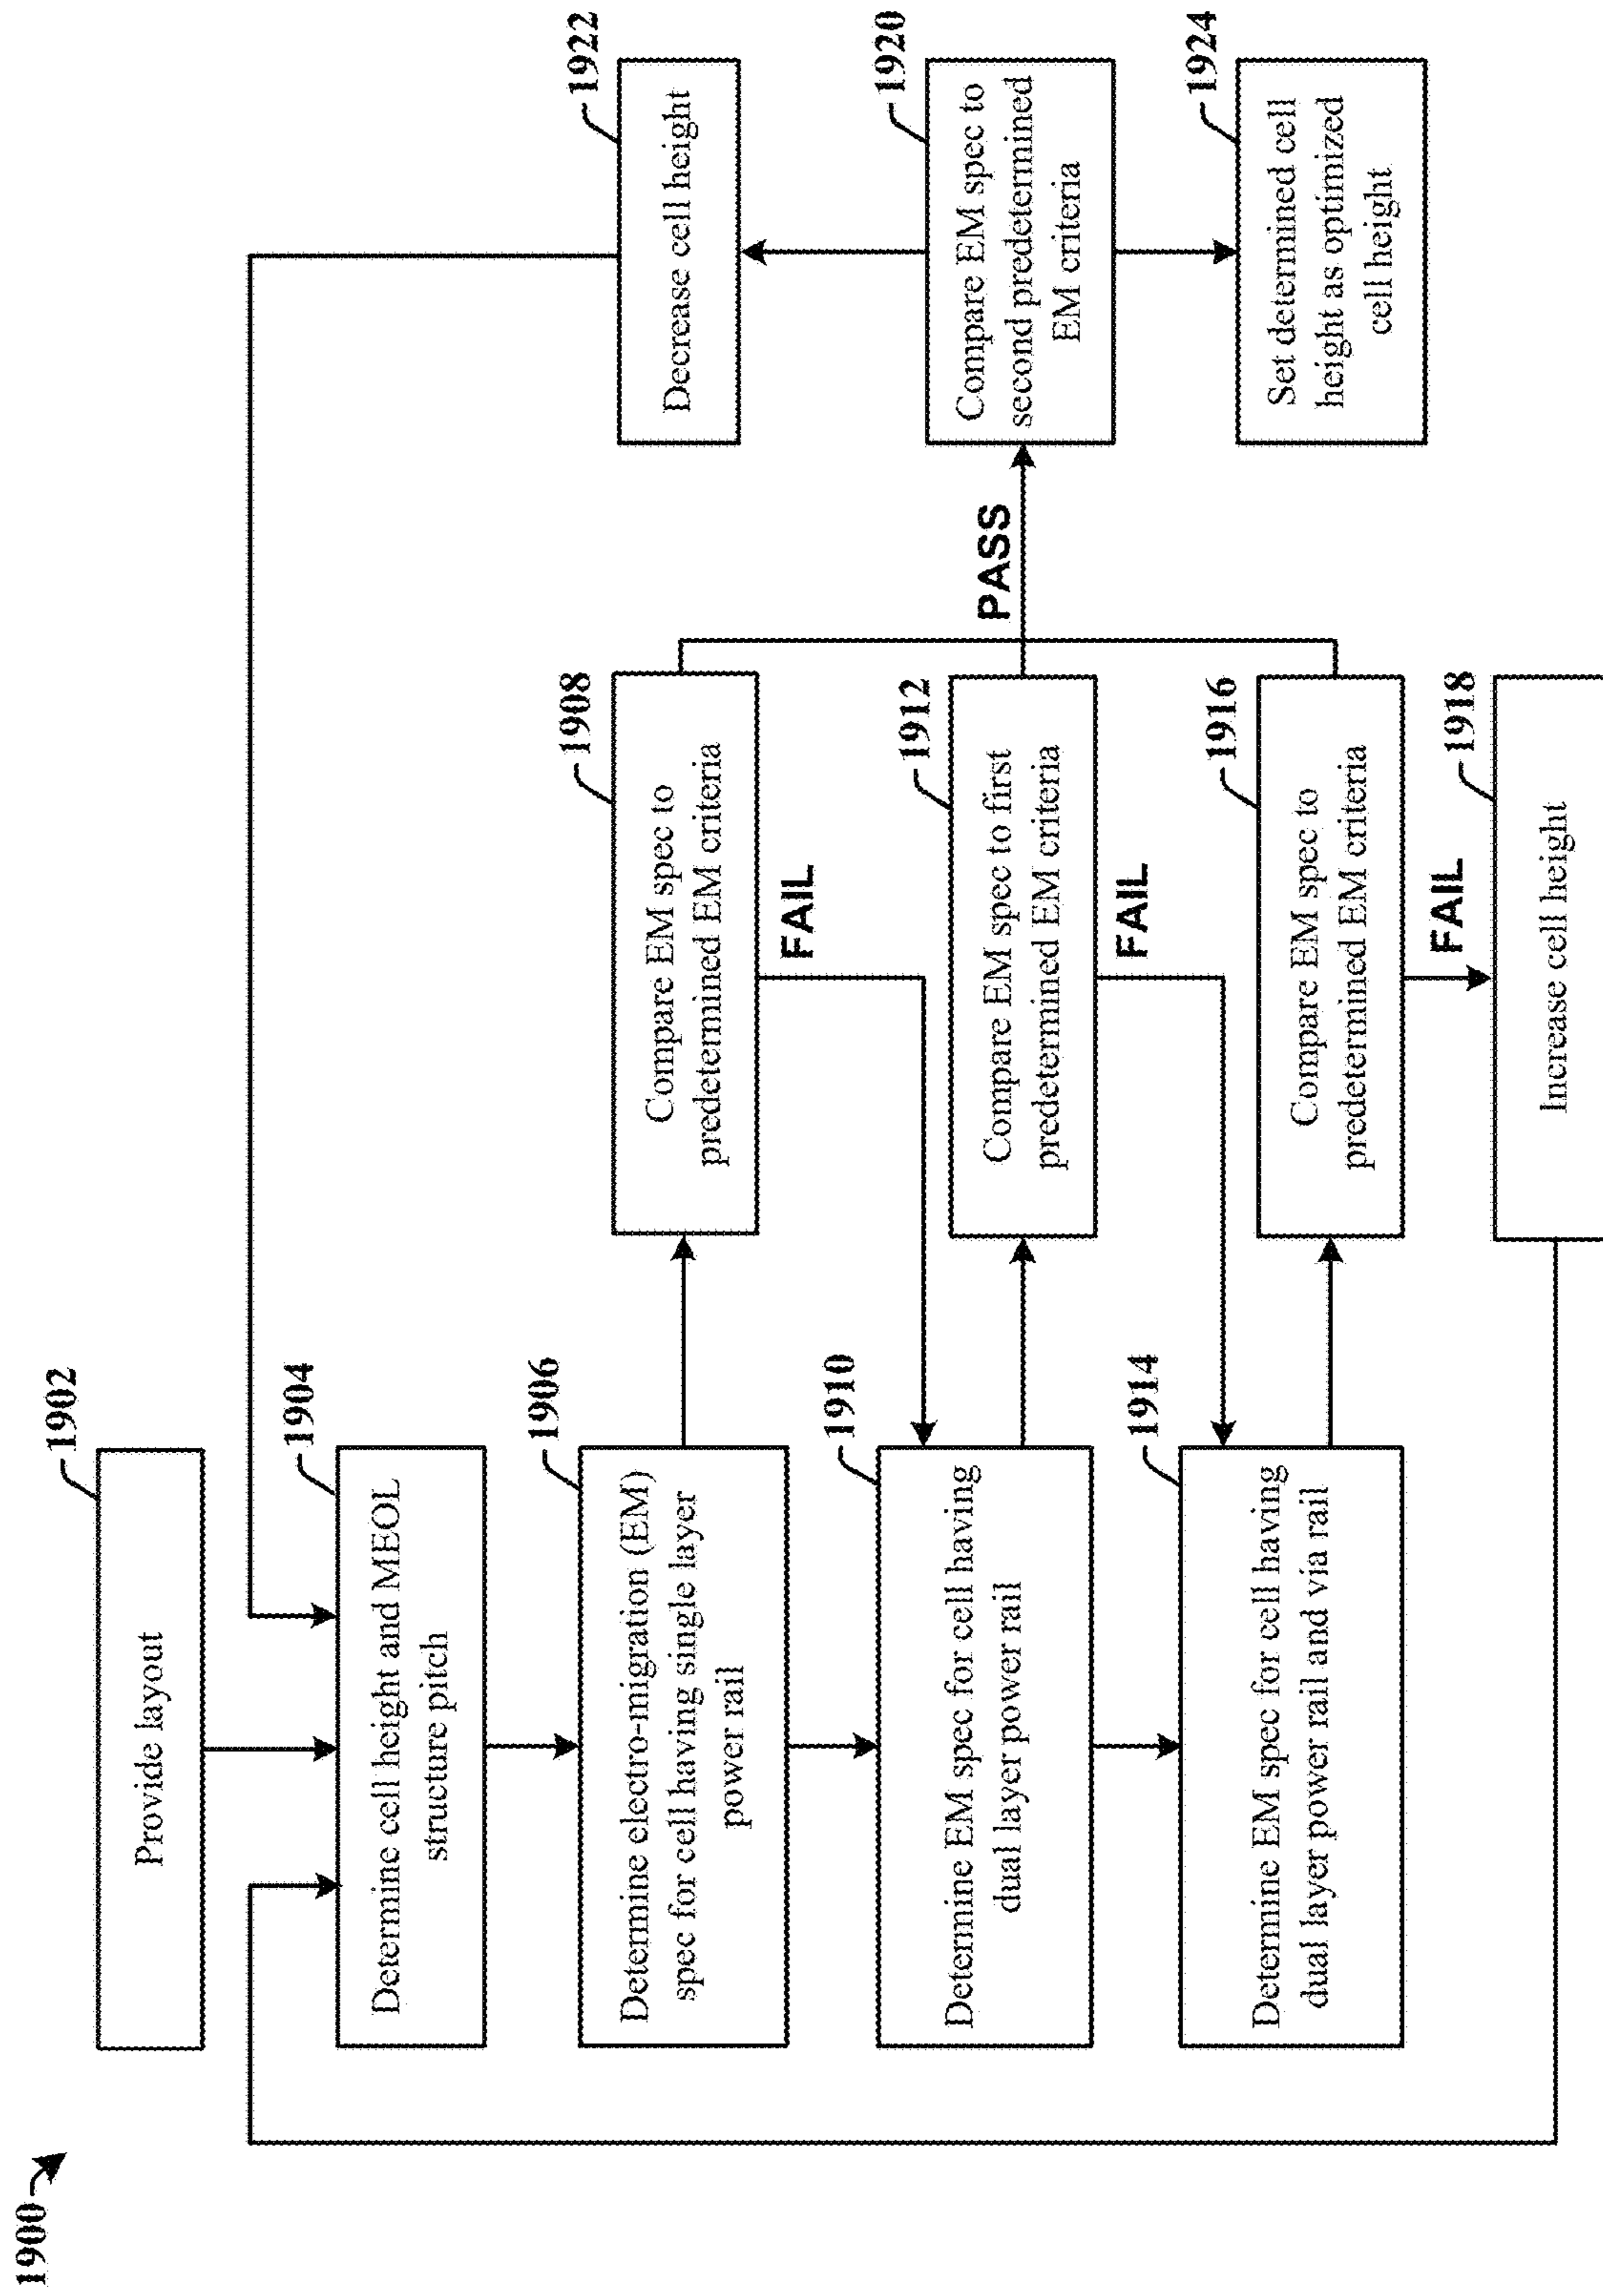 1900
1902
Provide layout
1904
Determine cell height and MEOL
structure pitch
1906
Determine electro-migration (EM)
spec for cell having single layer
power rail
1908
Compare EM spec to
predetermined EM criteria
FAIL
1910
Determine EM spec for cell having
dual layer power rail
1912
Compare EM spec to first
predetermined EM criteria
FAIL
1914
Determine EM spec for cell having
dual layer power rail and via rail
1916
Compare EM spec to
predetermined EM criteria
FAIL
1918
Increase cell height
PASS
1922
Decrease cell height
1920
Compare EM spec to
second predetermined
EM criteria
1924
Set determined cell
height as optimized
cell height